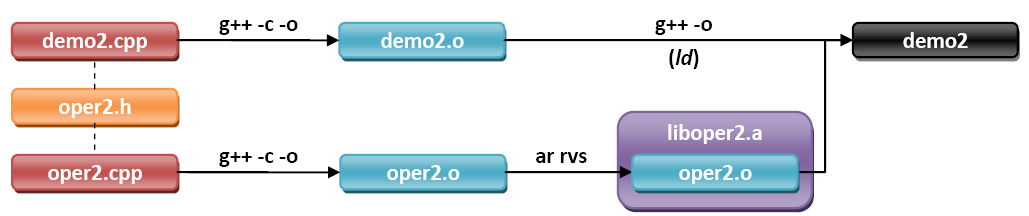 demo2.cpp
g++ -c -o
demo2.o
g++ -o
(ld)
demo2
oper2.h
oper2.cpp
g++ -c -o
oper2.o
ar rvs
liboper2.a
oper2.o